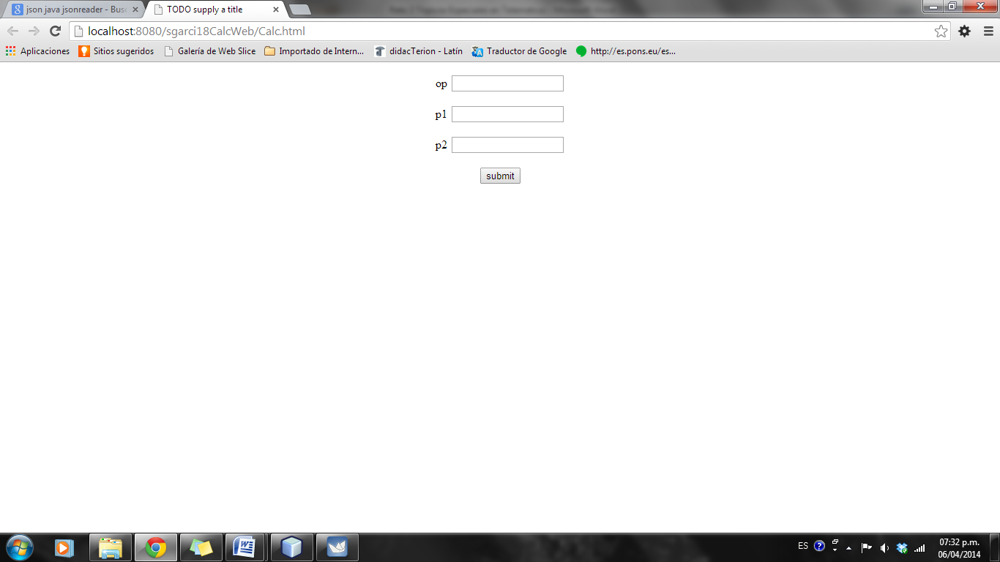 json java jsonreader - Bus
TODO supply a title
localhost:8080/sgarci18CalcWeb/Calc.html
Aplicaciones
Sitios sugeridos
Galería de Web Slice
Importado de Intern...
didacTerion - Latín
Traductor de Google
http://es.pons.eu/es...
op
p1
p2
submit
ES
07:32 p.m.
06/04/2014